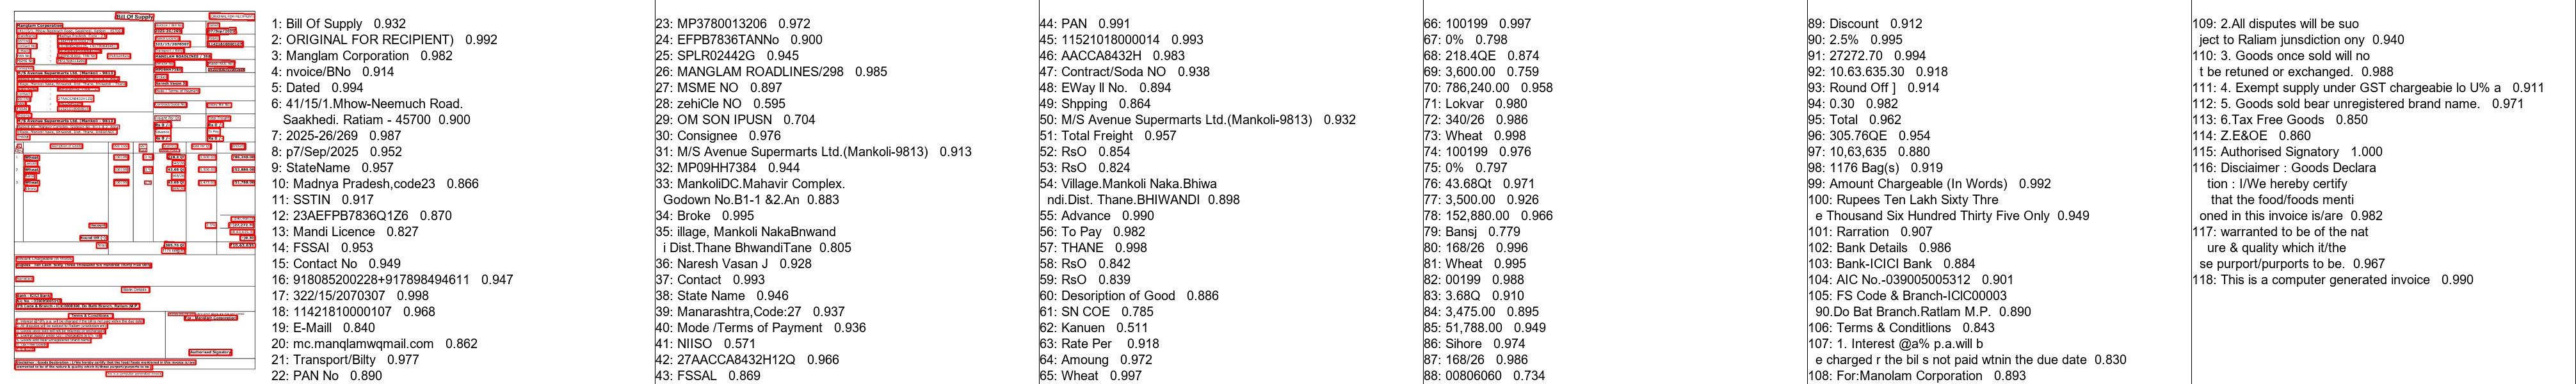 1: Bill Of Supply 0.932
2: ORIGINAL FOR RECIPIENT) 0.992
3: Manglam Corporation 0.982
4: nvoice/BNo 0.914
5: Dated 0.994
6: 41/15/1.Mhow-Neemuch Road.
Saakhedi. Ratiam - 45700 0.900
7: 2025-26/269 0.987
8: p7/Sep/2025 0.952
9: StateName 0.957
10: Madnya Pradesh,code23 0.866
11: SSTIN 0.917
12: 23AEFPB7836Q1Z6 0.870
13: Mandi Licence 0.827
14: FSSAI 0.953
15: Contact No 0.949
16: 918085200228+917898494611 0.947
17: 322/15/2070307 0.998
18: 11421810000107 0.968
19: E-Maill 0.840
20: mc.manqlamwqmail.com 0.862
21: Transport/Bilty 0.977
22: PAN No 0.890
23: MP3780013206 0.972
24: EFPB7836TANNo 0.900
25: SPLR02442G 0.945
26: MANGLAM ROADLINES/298 0.985
27: MSME NO 0.897
28: zehiCle NO 0.595
29: OM SON IPUSN 0.704
30: Consignee 0.976
31: M/S Avenue Supermarts Ltd.(Mankoli-9813) 0.913
32: MP09HH7384 0.944
33: MankoliDC.Mahavir Complex.
Godown No.B1-1 &2.An 0.883
34: Broke 0.995
35: illage, Mankoli NakaBnwand
i Dist.Thane BhwandiTane 0.805
36: Naresh Vasan J 0.928
37: Contact 0.993
38: State Name 0.946
39: Manarashtra,Code:27 0.937
40: Mode /Terms of Payment 0.936
41: NIISO 0.571
42: 27AACCA8432H12Q 0.966
43: FSSAL 0.869
44: PAN 0.991
45: 11521018000014 0.993
46: AACCA8432H 0.983
47: Contract/Soda NO 0.938
48: EWay ll No. 0.894
49: Shpping 0.864
50: M/S Avenue Supermarts Ltd.(Mankoli-9813) 0.932
51: Total Freight 0.957
52: RsO 0.854
53: RsO 0.824
54: Village.Mankoli Naka.Bhiwa
ndi.Dist. Thane.BHIWANDI 0.898
55: Advance 0.990
56: To Pay 0.982
57: THANE 0.998
58: RsO 0.842
59: RsO 0.839
60: Desoription of Good 0.886
61: SN COE 0.785
62: Kanuen 0.511
63: Rate Per 0.918
64: Amoung 0.972
65: Wheat 0.997
66: 100199 0.997
67: 0% 0.798
68: 218.4QE 0.874
69: 3,600.00 0.759
70: 786,240.00 0.958
71: Lokvar 0.980
72: 340/26 0.986
73: Wheat 0.998
74: 100199 0.976
75: 0% 0.797
76: 43.68Qt 0.971
77: 3,500.00 0.926
78: 152,880.00 0.966
79: Bansj 0.779
80: 168/26 0.996
81: Wheat 0.995
82: 00199 0.988
83: 3.68Q 0.910
84: 3,475.00 0.895
85: 51,788.00 0.949
86: Sihore 0.974
87: 168/26 0.986
88: 00806060 0.734
89: Discount 0.912
90: 2.5% 0.995
91: 27272.70 0.994
92: 10.63.635.30 0.918
93: Round Off ] 0.914
94: 0.30 0.982
95: Total 0.962
96: 305.76QE 0.954
97: 10,63,635 0.880
98: 1176 Bag(s) 0.919
99: Amount Chargeable (In Words) 0.992
100: Rupees Ten Lakh Sixty Thre
e Thousand Six Hundred Thirty Five Only 0.949
101: Rarration 0.907
102: Bank Details 0.986
103: Bank-ICICI Bank 0.884
104: AIC No.-039005005312 0.901
105: FS Code & Branch-ICIC00003
90.Do Bat Branch.Ratlam M.P. 0.890
106: Terms & Conditions 0.843
107: 1. Interest @a% p.a.will b
e charged r the bil s not paid wtnin the due date 0.830
108: For:Manolam Corporation 0.893
109: 2.All disputes will be suo
ject to Raliam junsdiction ony 0.940
110: 3. Goods once sold will no
t be retuned or exchanged. 0.988
111: 4. Exempt supply under GST chargeabie lo U% a 0.911
112: 5. Goods sold bear unregistered brand name. 0.971
113: 6.Tax Free Goods 0.850
114: Z.E&OE 0.860
115: Authorised Signatory 1.000
116: Disciaimer : Goods Declara
tion : I/We hereby certify
that the food/foods menti
oned in this invoice is/are 0.982
117: warranted to be of the nat
ure & quality which it/the
se purport/purports to be. 0.967
118: This is a computer generated invoice 0.990